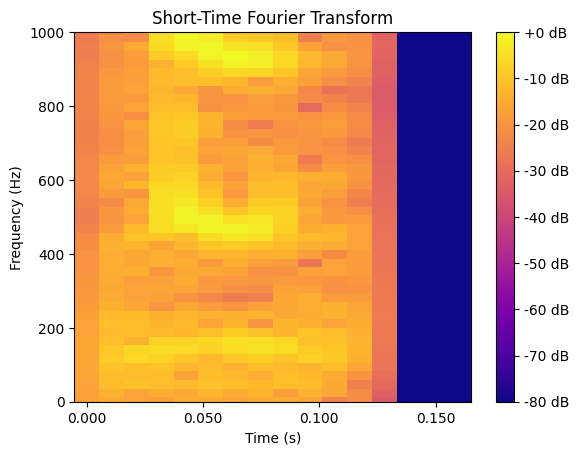 Short-Time Fourier Transform
1000
800
600
400
200
0
Frequency (Hz)
0.000
0.050
0.100
0.150
Time (s)
+0 dB
-10 dB
-20 dB
-30 dB
-40 dB
-50 dB
-60 dB
-70 dB
-80 dB